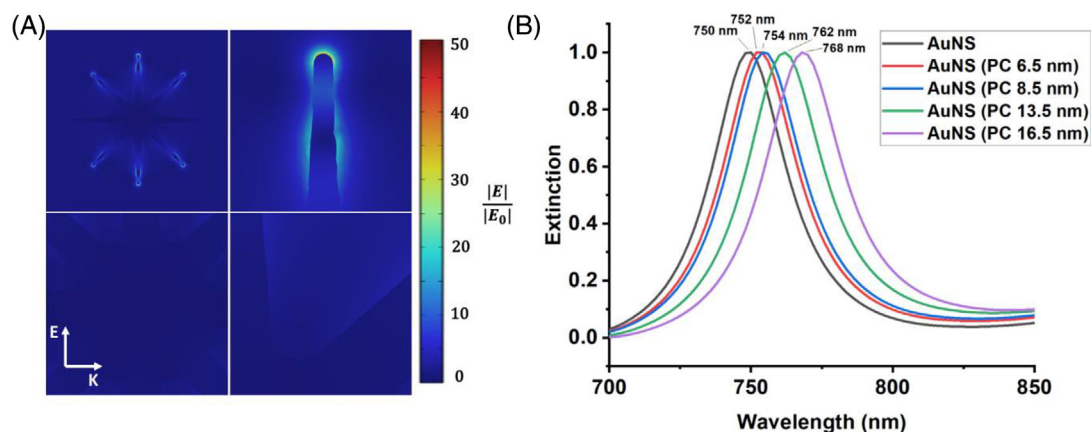 (A)
50
40
30
20
10
0
|E|
|E₀|
E
K
(B)
752 nm
762 nm
750 nm
754 nm
768 nm
AuNS
AuNS (PC 6.5 nm)
AuNS (PC 8.5 nm)
AuNS (PC 13.5 nm)
AuNS (PC 16.5 nm)
Extinction
1.0
0.8
0.6
0.4
0.2
0.0
700
750
800
850
Wavelength (nm)